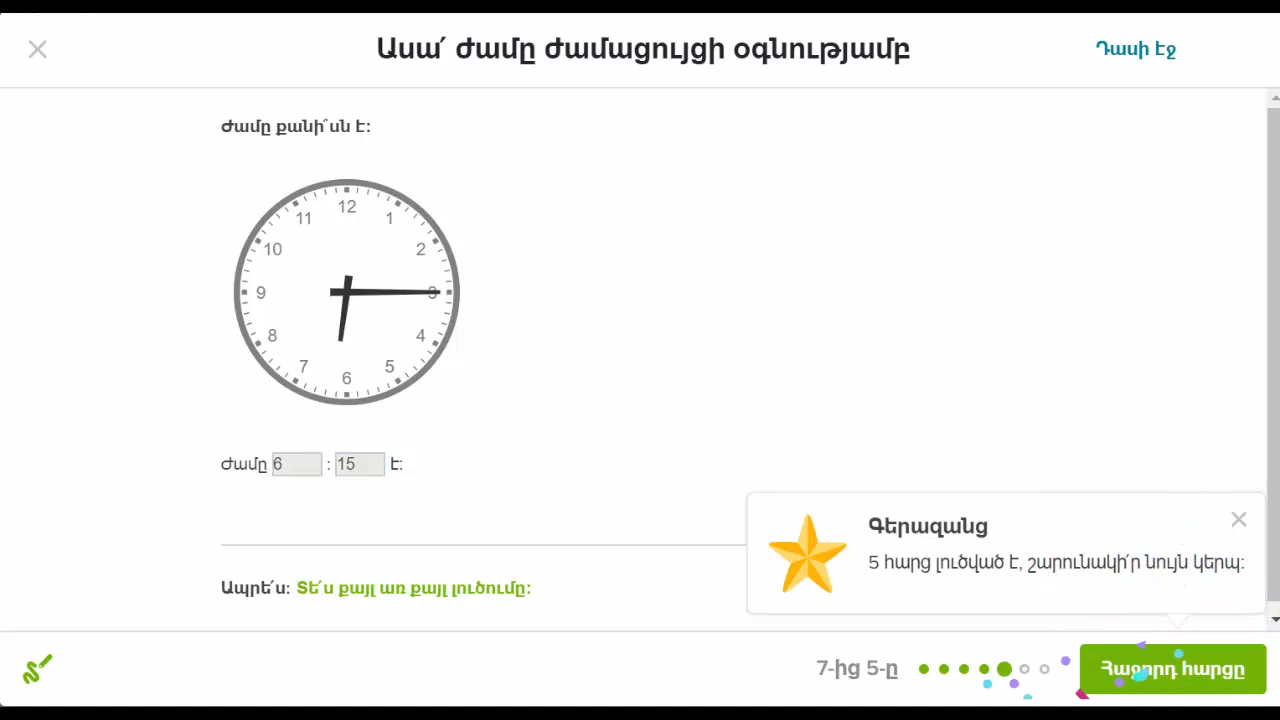 Ասա՛ ժամը ժամացույցի օգնությամբ
Դասի էջ
Ժամը քանի՞սն է:
12
11
1
10
2
9
3
8
4
7
5
6
Ժամը 6 : 15 է:
Գերազանց
5 հարց լուծված է, շարունակի՛ր նույն կերպ:
Ապրե՛ս: Տե՛ս քայլ առ քայլ լուծումը:
7-ից 5-ը
Հաջորդ հարցը